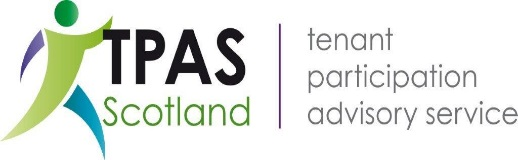 TPAS
Scotland
tenant
participation
advisory service